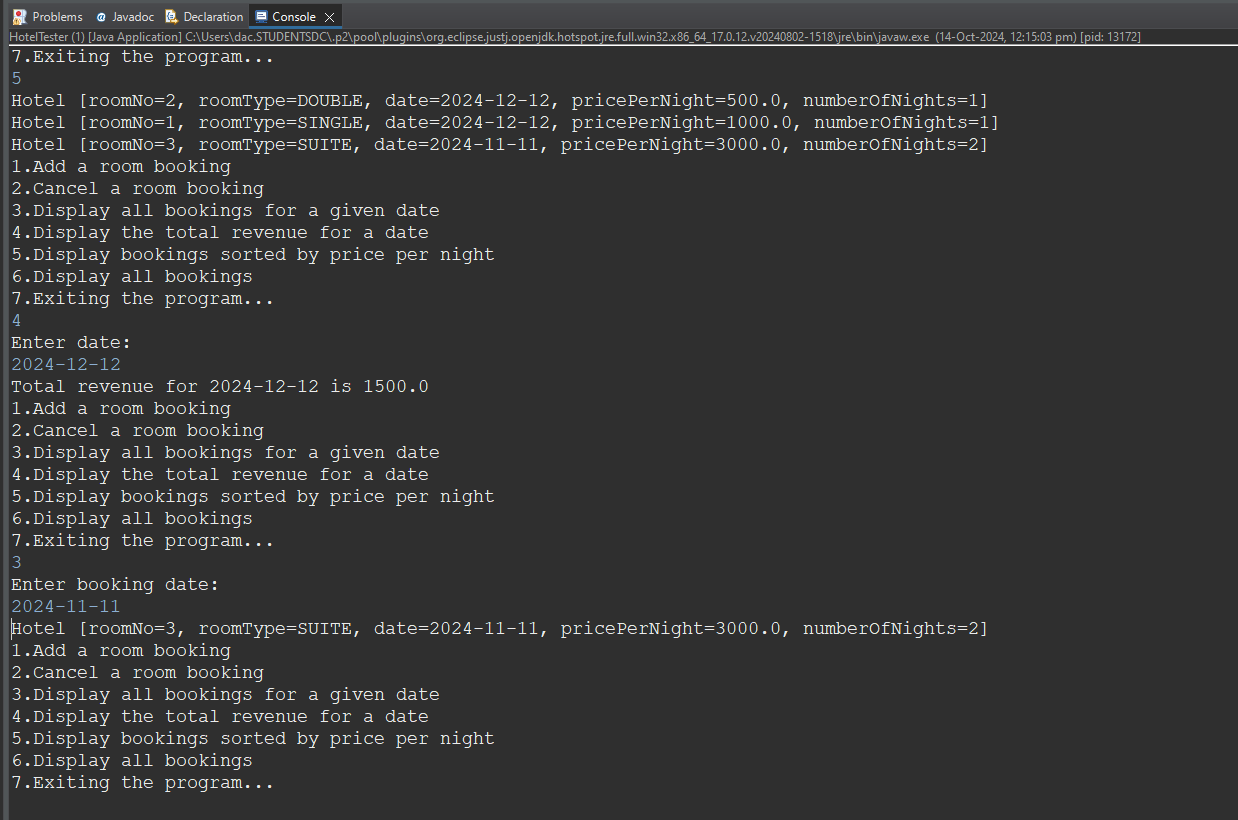 Problems Javadoc Declaration Console
HotelTester (1) [Java Application] C:\Users\dac.STUDENTSDC\.p2\pool\plugins\org.eclipse.justj.openjdk.hotspot.jre.full.win32.x86_64_17.0.12.v20240802-1518\jre\bin\javaw.exe (14-Oct-2024, 12:15:03 pm) [pid: 13172]
7.Exiting the program...
5
Hotel [roomNo=2, roomType=DOUBLE, date=2024-12-12, pricePerNight=500.0, numberOfNights=1]
Hotel [roomNo=1, roomType=SINGLE, date=2024-12-12, pricePerNight=1000.0, numberOfNights=1]
Hotel [roomNo=3, roomType=SUITE, date=2024-11-11, pricePerNight=3000.0, numberOfNights=2]
1.Add a room booking
2.Cancel a room booking
3.Display all bookings for a given date
4.Display the total revenue for a date
5.Display bookings sorted by price per night
6.Display all bookings
7.Exiting the program...
4
Enter date:
2024-12-12
Total revenue for 2024-12-12 is 1500.0
1.Add a room booking
2.Cancel a room booking
3.Display all bookings for a given date
4.Display the total revenue for a date
5.Display bookings sorted by price per night
6.Display all bookings
7.Exiting the program...
3
Enter booking date:
2024-11-11
Hotel [roomNo=3, roomType=SUITE, date=2024-11-11, pricePerNight=3000.0, numberOfNights=2]
1.Add a room booking
2.Cancel a room booking
3.Display all bookings for a given date
4.Display the total revenue for a date
5.Display bookings sorted by price per night
6.Display all bookings
7.Exiting the program...